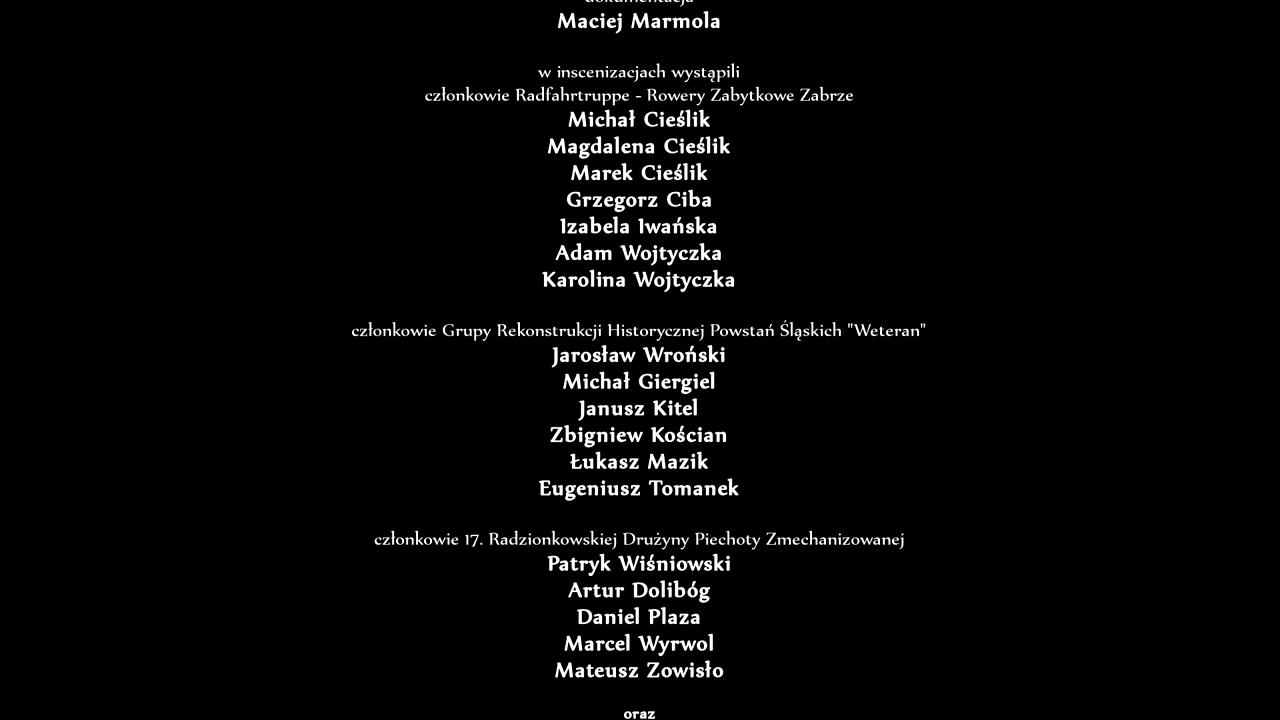 dokumentacja
Maciej Marmola
w inscenizacjach wystąpili
członkowie Radfahrtruppe - Rowery Zabytkowe Zabrze
Michał Cieślik
Magdalena Cieślik
Marek Cieślik
Grzegorz Ciba
Izabela Iwańska
Adam Wojtyczka
Karolina Wojtyczka
członkowie Grupy Rekonstrukcji Historycznej Powstań Śląskich "Weteran"
Jarosław Wroński
Michał Giergiel
Janusz Kitel
Zbigniew Kościan
Łukasz Mazik
Eugeniusz Tomanek
członkowie 17. Radzionkowskiej Drużyny Piechoty Zmechanizowanej
Patryk Wiśniowski
Artur Dolibóg
Daniel Plaza
Marcel Wyrwol
Mateusz Zowisło
oraz